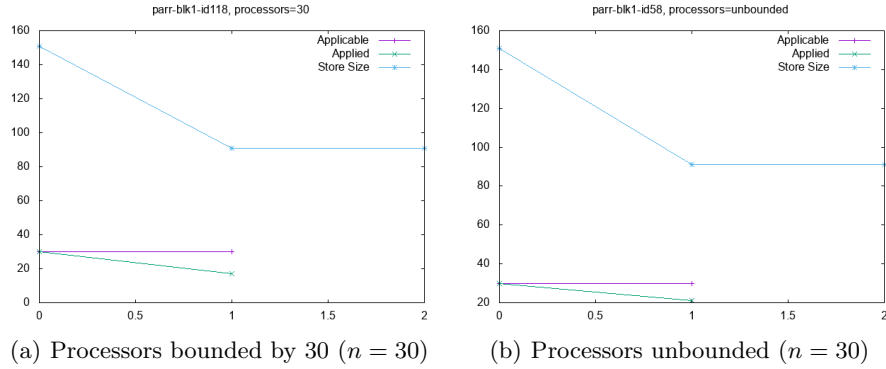 parr-blk1-id118, processors=30
160
140
120
100
80
60
40
20
0
0
0.5
1
1.5
2
Applicable
Applied
Store Size
(a) Processors bounded by 30 (n = 30)
parr-blk1-id58, processors=unbounded
160
140
120
100
80
60
40
20
0
0.5
1
1.5
2
Applicable
Applied
Store Size
(b) Processors unbounded (n = 30)